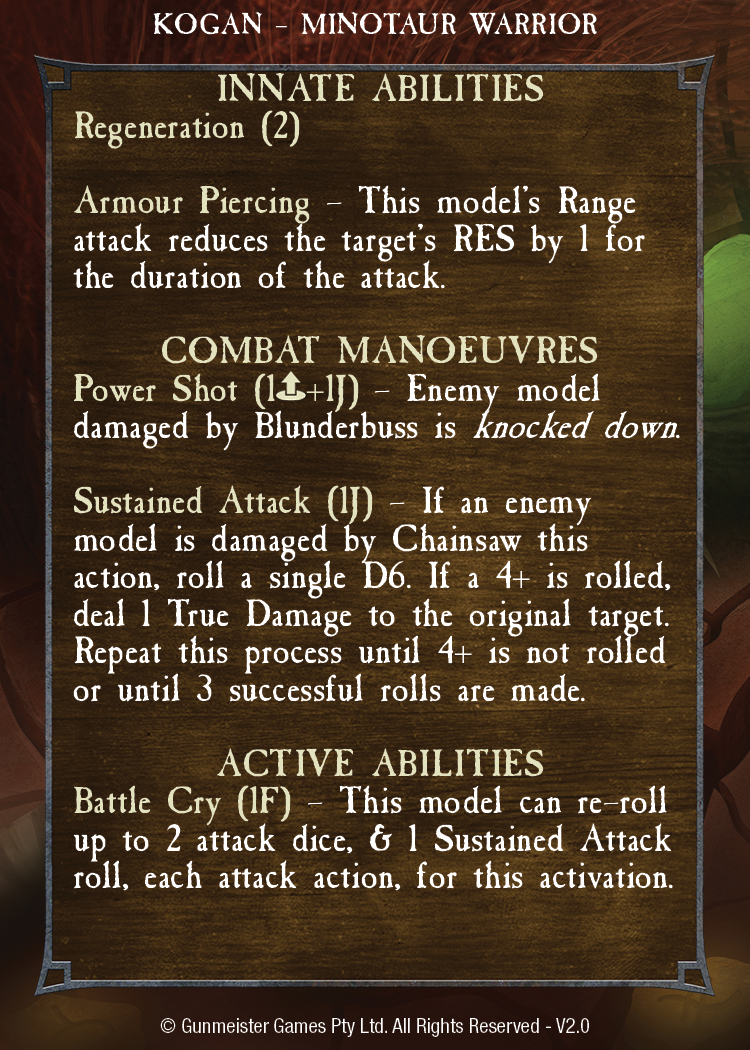 KOGAN – MINOTAUR WARRIOR
INNATE ABILITIES
Regeneration (2)
Armour Piercing – This model's Range
attack reduces the target's RES by 1 for
the duration of the attack.
COMBAT MANOEUVRES
Power Shot (1+1J) – Enemy model
damaged by Blunderbuss is knocked down.
Sustained Attack (1J) – If an enemy
model is damaged by Chainsaw this
action, roll a single D6. If a 4+ is rolled,
deal 1 True Damage to the original target.
Repeat this process until 4+ is not rolled
or until 3 successful rolls are made.
ACTIVE ABILITIES
Battle Cry (1F) – This model can re-roll
up to 2 attack dice, & 1 Sustained Attack
roll, each attack action, for this activation.
© Gunmeister Games Pty Ltd. All Rights Reserved - V2.0